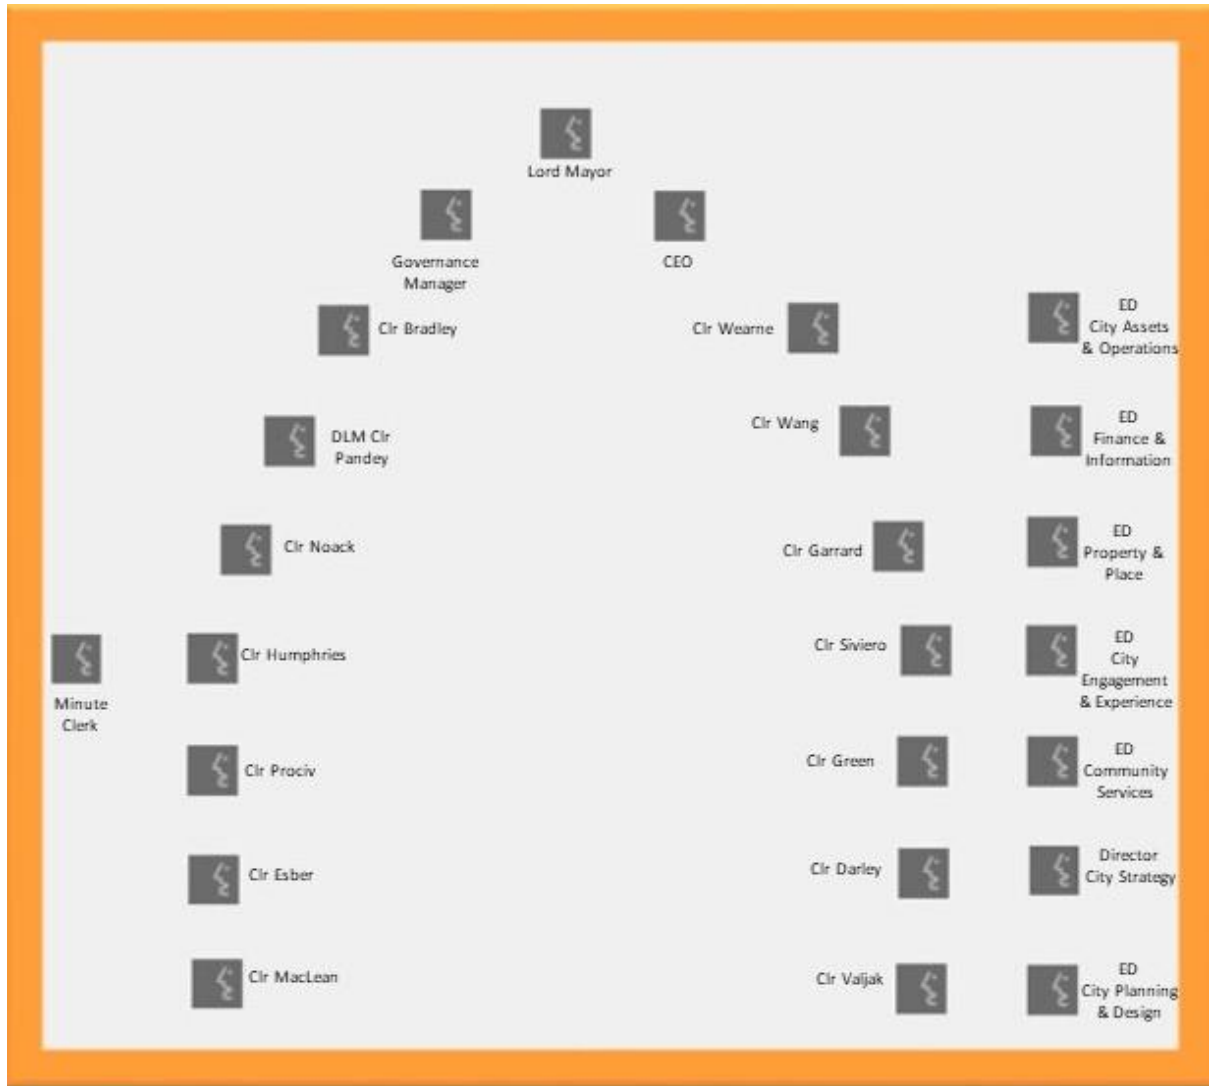 Lord Mayor
Governance
Manager
CEO
Clr Bradley
Clr Wearne
ED
City Assets
& Operations
DLM Clr
Pandey
Clr Wang
ED
Finance &
Information
Clr Noack
Clr Garrard
ED
Property &
Place
Minute
Clerk
Clr Humphries
Clr Siviero
ED
City
Engagement
& Experience
Clr Prociv
Clr Green
ED
Community
Services
Clr Esber
Clr Darley
Director
City Strategy
Clr MacLean
Clr Valjak
ED
City Planning
& Design